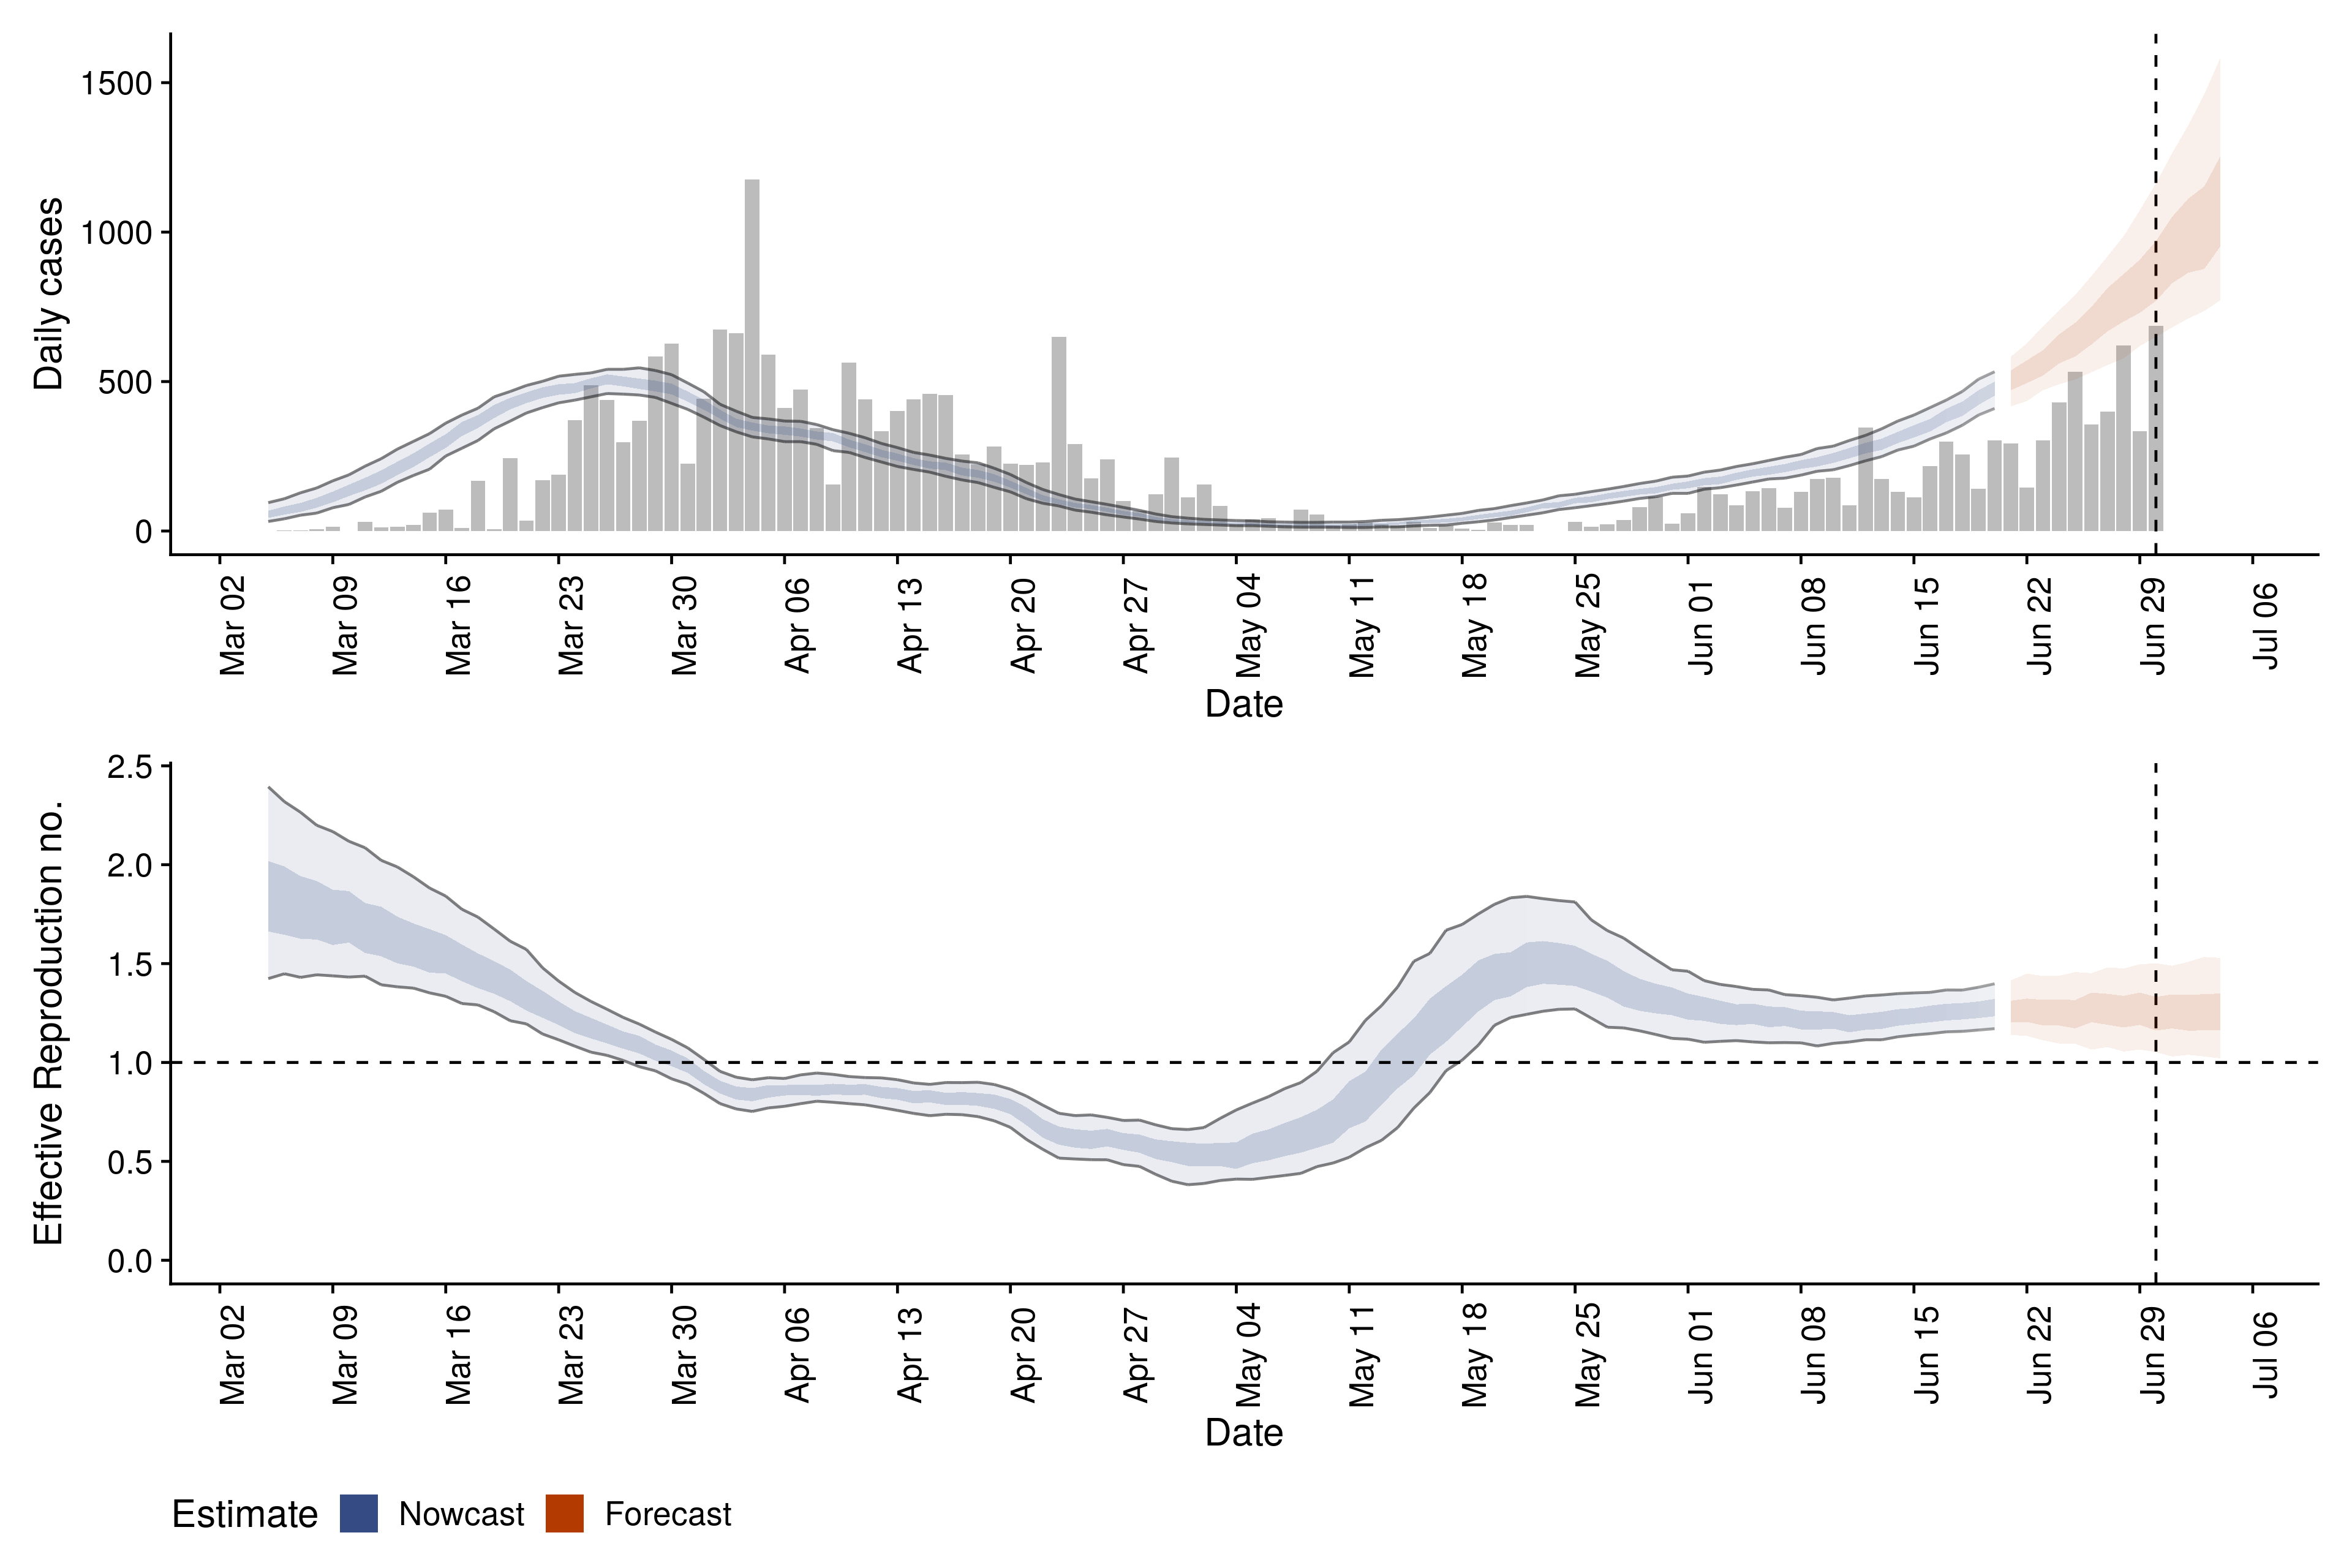 Daily cases
1500
1000
500
0
Mar 02 Mar 09 Mar 16 Mar 23 Mar 30 Apr 06 Apr 13 Apr 20 Apr 27 May 04 May 11 May 18 May 25 Jun 01 Jun 08 Jun 15 Jun 22 Jun 29 Jul 06
Date
Effective Reproduction no.
2.5
2.0
1.5
1.0
0.5
0.0
Mar 02 Mar 09 Mar 16 Mar 23 Mar 30 Apr 06 Apr 13 Apr 20 Apr 27 May 04 May 11 May 18 May 25 Jun 01 Jun 08 Jun 15 Jun 22 Jun 29 Jul 06
Date
Estimate Nowcast Forecast